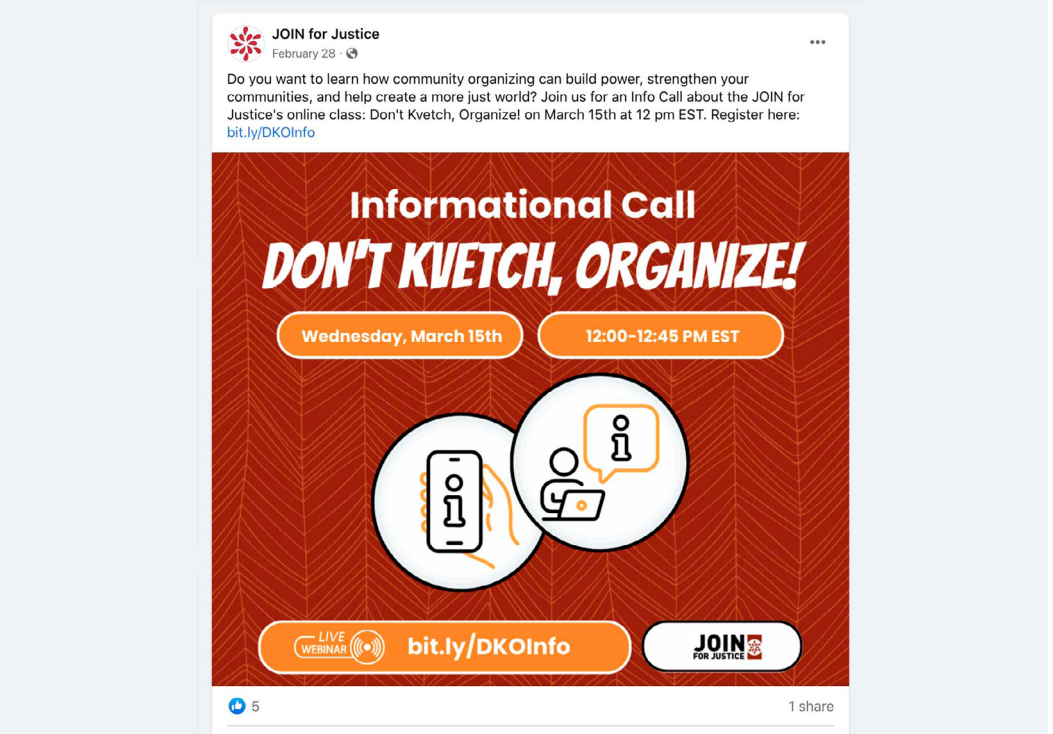 JOIN for Justice
February 28 ·
Do you want to learn how community organizing can build power, strengthen your
communities, and help create a more just world? Join us for an Info Call about the JOIN for
Justice's online class: Don't Kvetch, Organize! on March 15th at 12 pm EST. Register here:
bit.ly/DKOInfo
Informational Call
DON'T KVETCH, ORGANIZE!
Wednesday, March 15th
12:00-12:45 PM EST
i
i
LIVE
WEBINAR
bit.ly/DKOInfo
JOIN
FOR JUSTICE
5
1 share